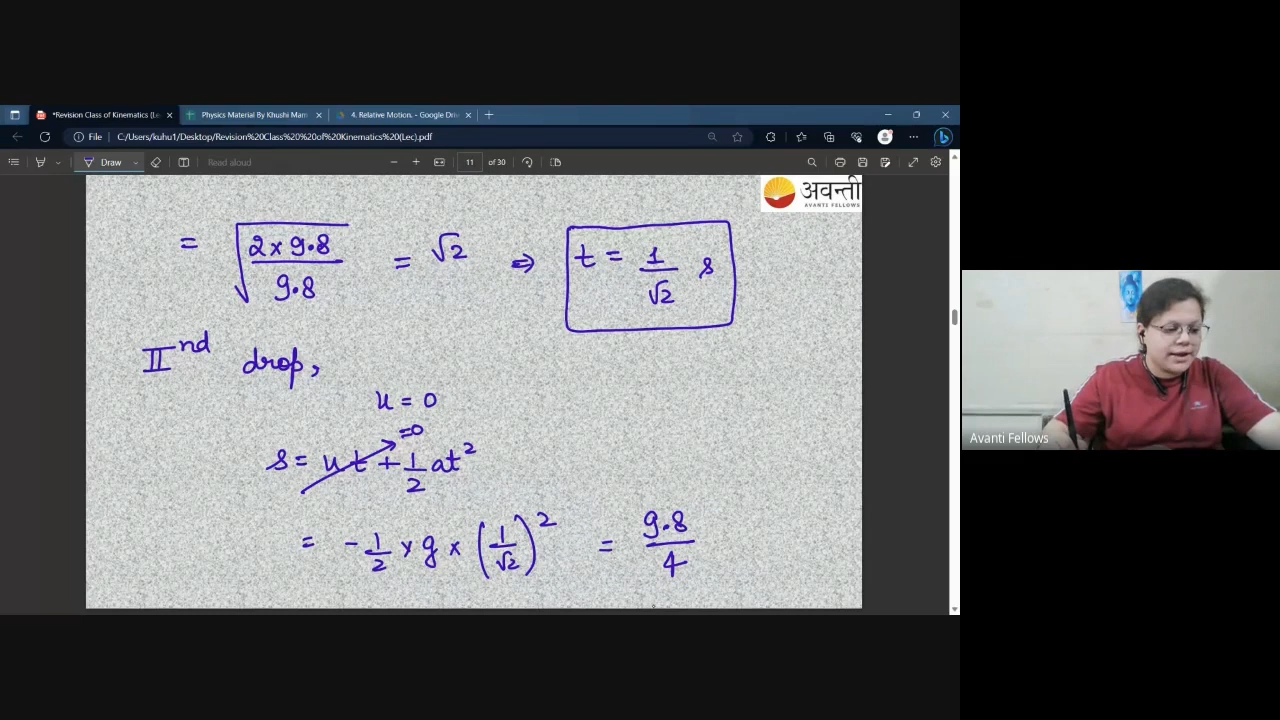 *Revision Class of Kinematics (Le
Physics Material By Khushi Mam
4. Relative Motion. - Google Driv
File
C:/Users/kuhu1/Desktop/Revision%20Class%20%20of%20Kinematics%20(Lec).pdf
Draw
Read aloud
11 of 30
अवन्ती
AVANTI FELLOWS
= √(2 × 9.8 / 9.8) = √2 ⇒ t = 1/√2 s
IInd drop,
u = 0
=0
s = ut + 1/2 at²
= - 1/2 × g × (1/√2)² = 9.8/4
Avanti Fellows